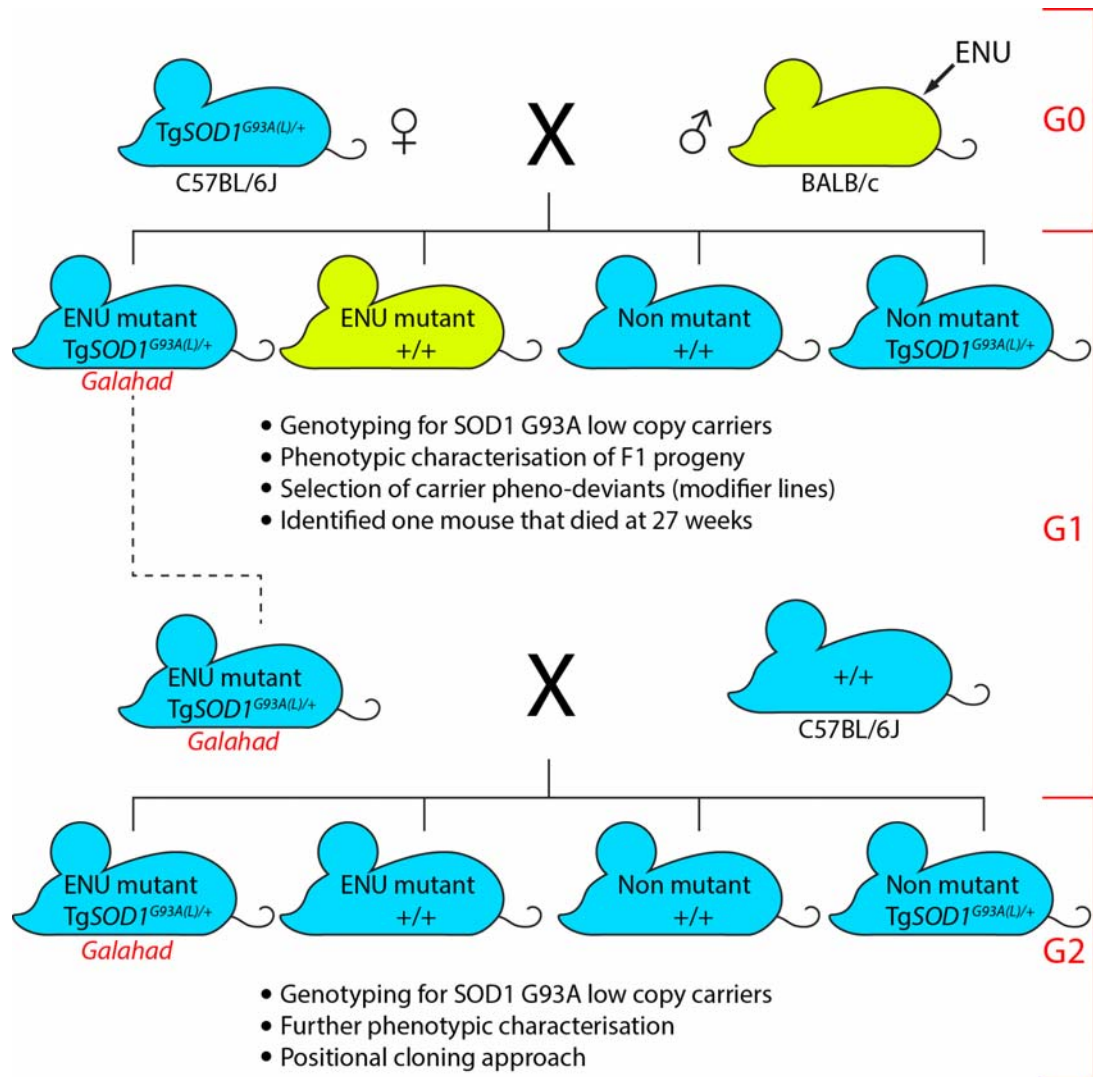 ENU
TgSOD1G93A(L)/+
♀
X
♂
G0
C57BL/6J
BALB/c
ENU mutant
TgSOD1G93A(L)/+
Galahad
ENU mutant
+/+
Non mutant
+/+
Non mutant
TgSOD1G93A(L)/+
• Genotyping for SOD1 G93A low copy carriers
• Phenotypic characterisation of F1 progeny
• Selection of carrier pheno-deviants (modifier lines)
• Identified one mouse that died at 27 weeks
G1
ENU mutant
TgSOD1G93A(L)/+
Galahad
X
+/+
C57BL/6J
ENU mutant
TgSOD1G93A(L)/+
Galahad
ENU mutant
+/+
Non mutant
+/+
Non mutant
TgSOD1G93A(L)/+
G2
• Genotyping for SOD1 G93A low copy carriers
• Further phenotypic characterisation
• Positional cloning approach